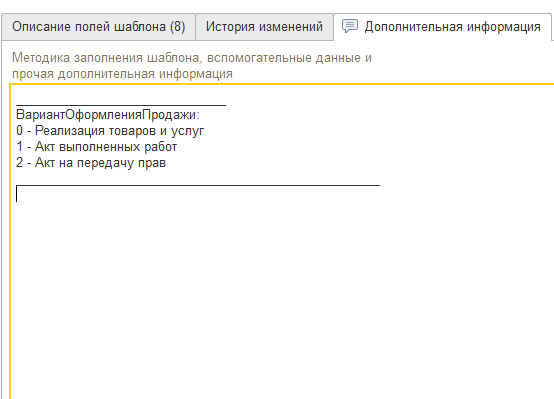 Описание полей шаблона (8)
История изменений
Дополнительная информация
Методика заполнения шаблона, вспомогательные данные и
прочая дополнительная информация
ВариантОформленияПродажи:
0 - Реализация товаров и услуг
1 - Акт выполненных работ
2 - Акт на передачу прав